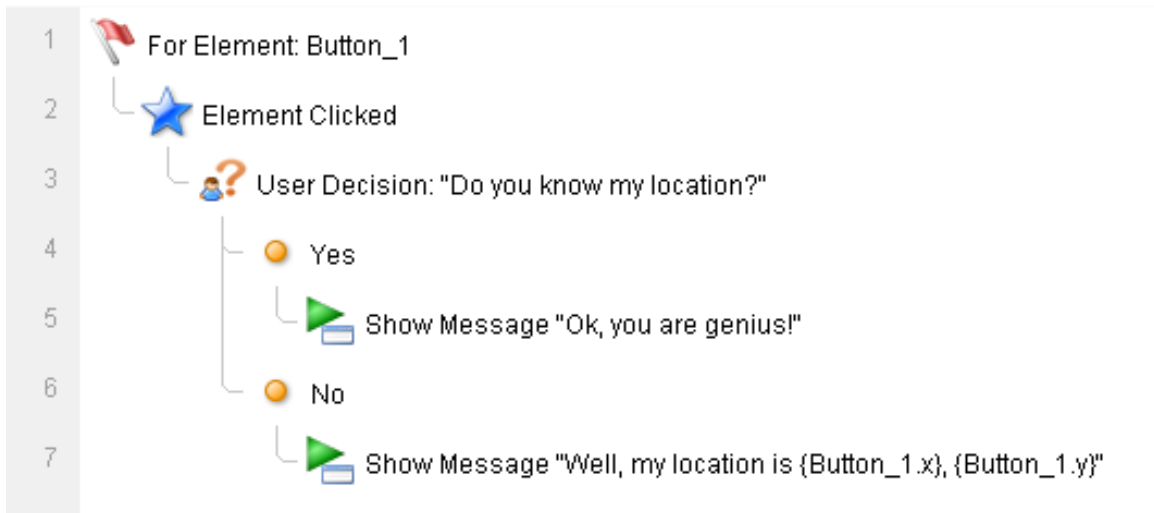 1 For Element: Button_1
2 Element Clicked
3 User Decision: "Do you know my location?"
4 Yes
5 Show Message "Ok, you are genius!"
6 No
7 Show Message "Well, my location is {Button_1.x}, {Button_1.y}"